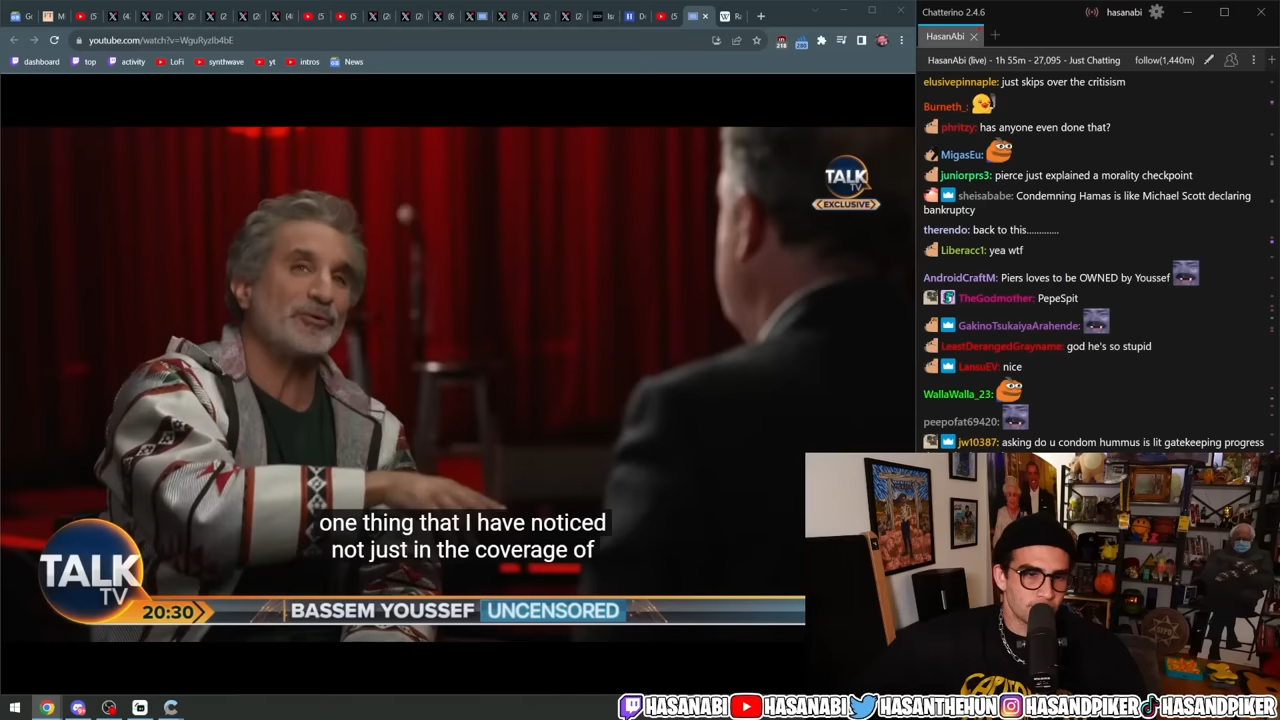 Chatterino 2.4.6
hasanabi
youtube.com/watch?v=WguRyzIb4bE
HasanAbi
dashboard
top
activity
LoFi
synthwave
yt
intros
News
HasanAbi (live) - 1h 55m - 27,095 - Just Chatting
follow(1,440m)
elusivepinnaple: just skips over the critisism
Burneth_:
phritzy: has anyone even done that?
MigasEu:
juniorprs3: pierce just explained a morality checkpoint
sheisababe: Condemning Hamas is like Michael Scott declaring
bankruptcy
therendo: back to this.............
Liberacc1: yea wtf
AndroidCraftM: Piers loves to be OWNED by Youssef
TheGodmother: PepeSpit
GakinoTsukaiyaArahende:
LeastDerangedGrayname: god he's so stupid
LansuEV: nice
WallaWalla_23:
peepofat69420:
jw10387: asking do u condom hummus is lit gatekeeping progress
TALK
TV
EXCLUSIVE
one thing that I have noticed
not just in the coverage of
TALK
TV
20:30
BASSEM YOUSSEF UNCENSORED
HASANABI
HASANABI
HASANTHEHUN
HASANDPIKER
HASANDPIKER